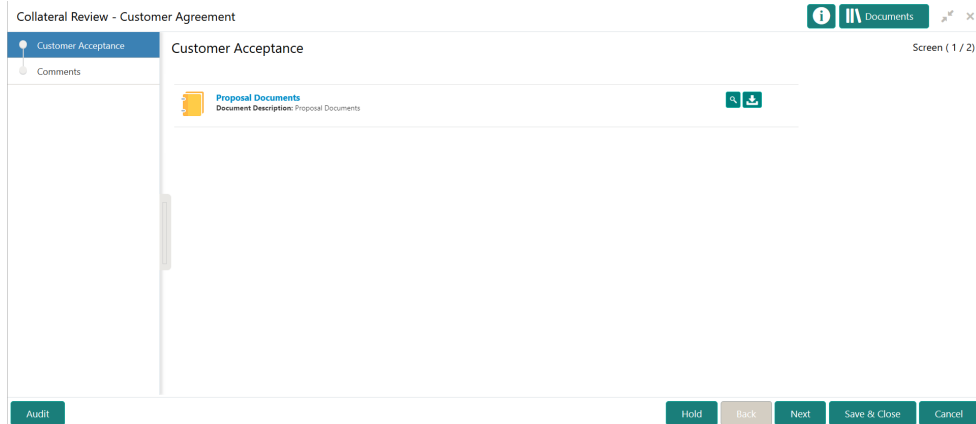 Collateral Review - Customer Agreement
i Documents
Customer Acceptance
Comments
Customer Acceptance
Screen ( 1 / 2)
Proposal Documents
Document Description: Proposal Documents
Audit
Hold
Back
Next
Save & Close
Cancel